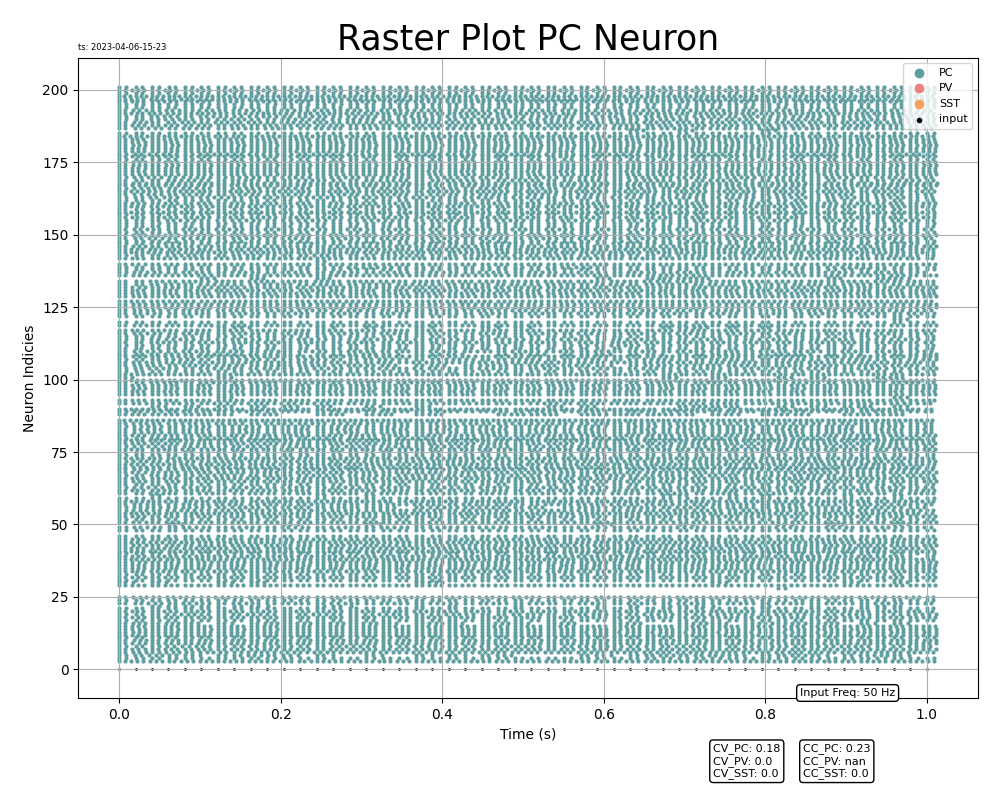 Raster Plot PC Neuron
ts: 2023-04-06-15-23
PC
PV
SST
input
200
175
150
125
100
75
50
25
0
Neuron Indicies
0.0 0.2 0.4 0.6 0.8 1.0
Time (s)
Input Freq: 50 Hz
CV_PC: 0.18
CV_PV: 0.0
CV_SST: 0.0
CC_PC: 0.23
CC_PV: nan
CC_SST: 0.0